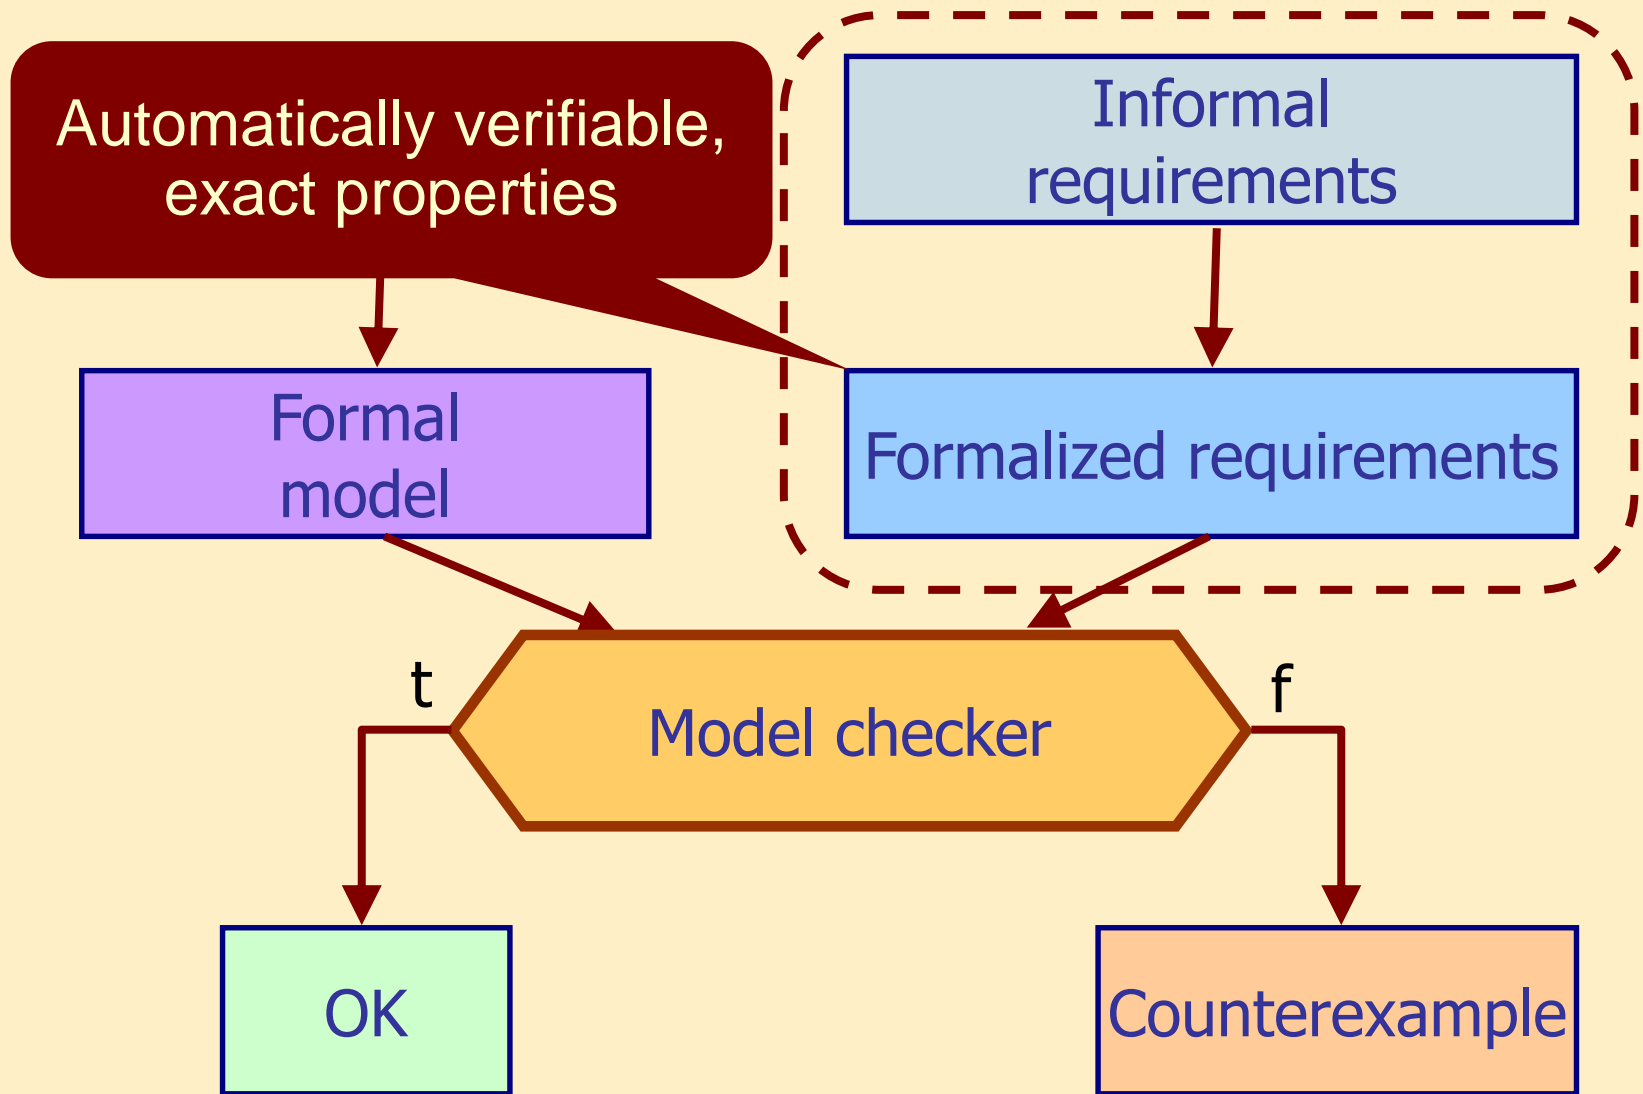 Automatically verifiable,
exact properties
Informal
requirements
Formal
model
Formalized requirements
t
Model checker
f
OK
Counterexample